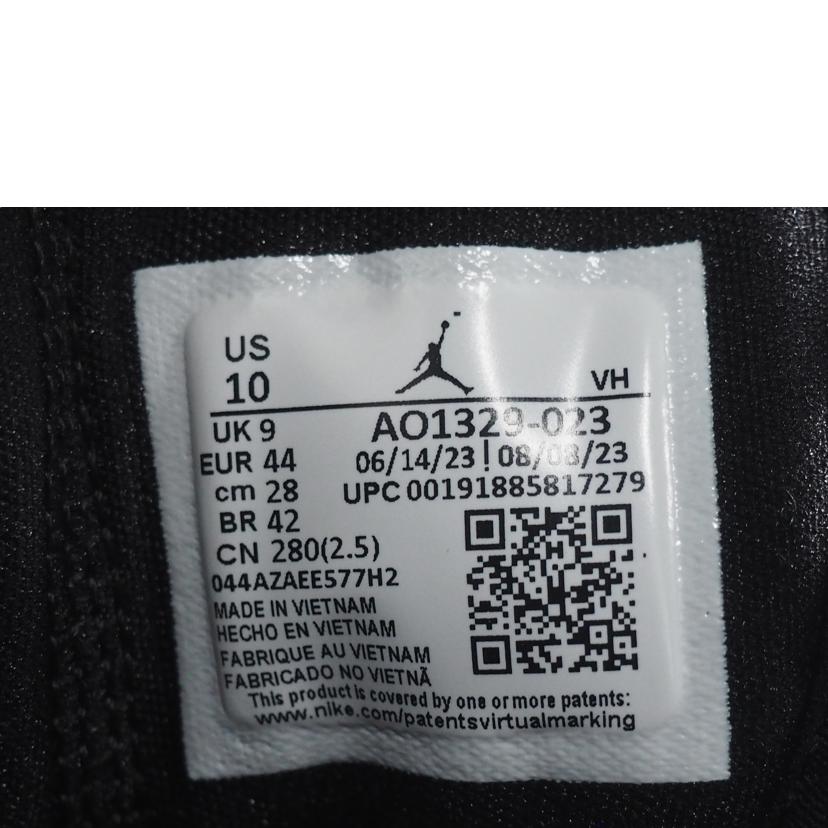 US
10
VH
UK 9
AO1329-023
EUR 44
06/14/23 | 08/08/23
cm 28
UPC 00191885817279
BR 42
CN 280(2.5)
044AZAEE577H2
MADE IN VIETNAM
HECHO EN VIETNAM
FABRIQUE AU VIETNAM
FABRICADO NO VIETNÃ
This product is covered by one or more patents:
www.nike.com/patentsvirtualmarking